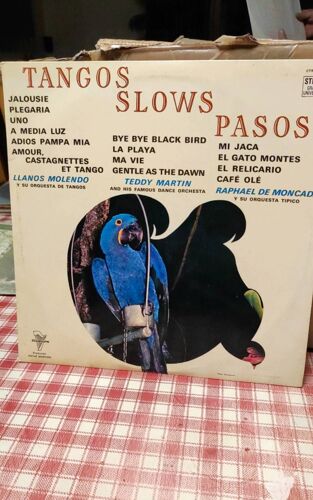 TANGOS
SLOWS
PASOS
JALOUSIE
PLEGARIA
UNO
A MEDIA LUZ
ADIOS PAMPA MIA
AMOUR,
CASTAGNETTES
ET TANGO
LLANOS MOLENDO
Y SU ORQUESTA DE TANGOS
BYE BYE BLACK BIRD
LA PLAYA
MA VIE
GENTLE AS THE DAWN
TEDDY MARTIN
AND HIS FAMOUS DANCE ORCHESTRA
MI JACA
EL GATO MONTES
EL RELICARIO
CAFÉ OLÉ
RAPHAEL DE MONCAD
Y SU ORQUESTA TIPICO